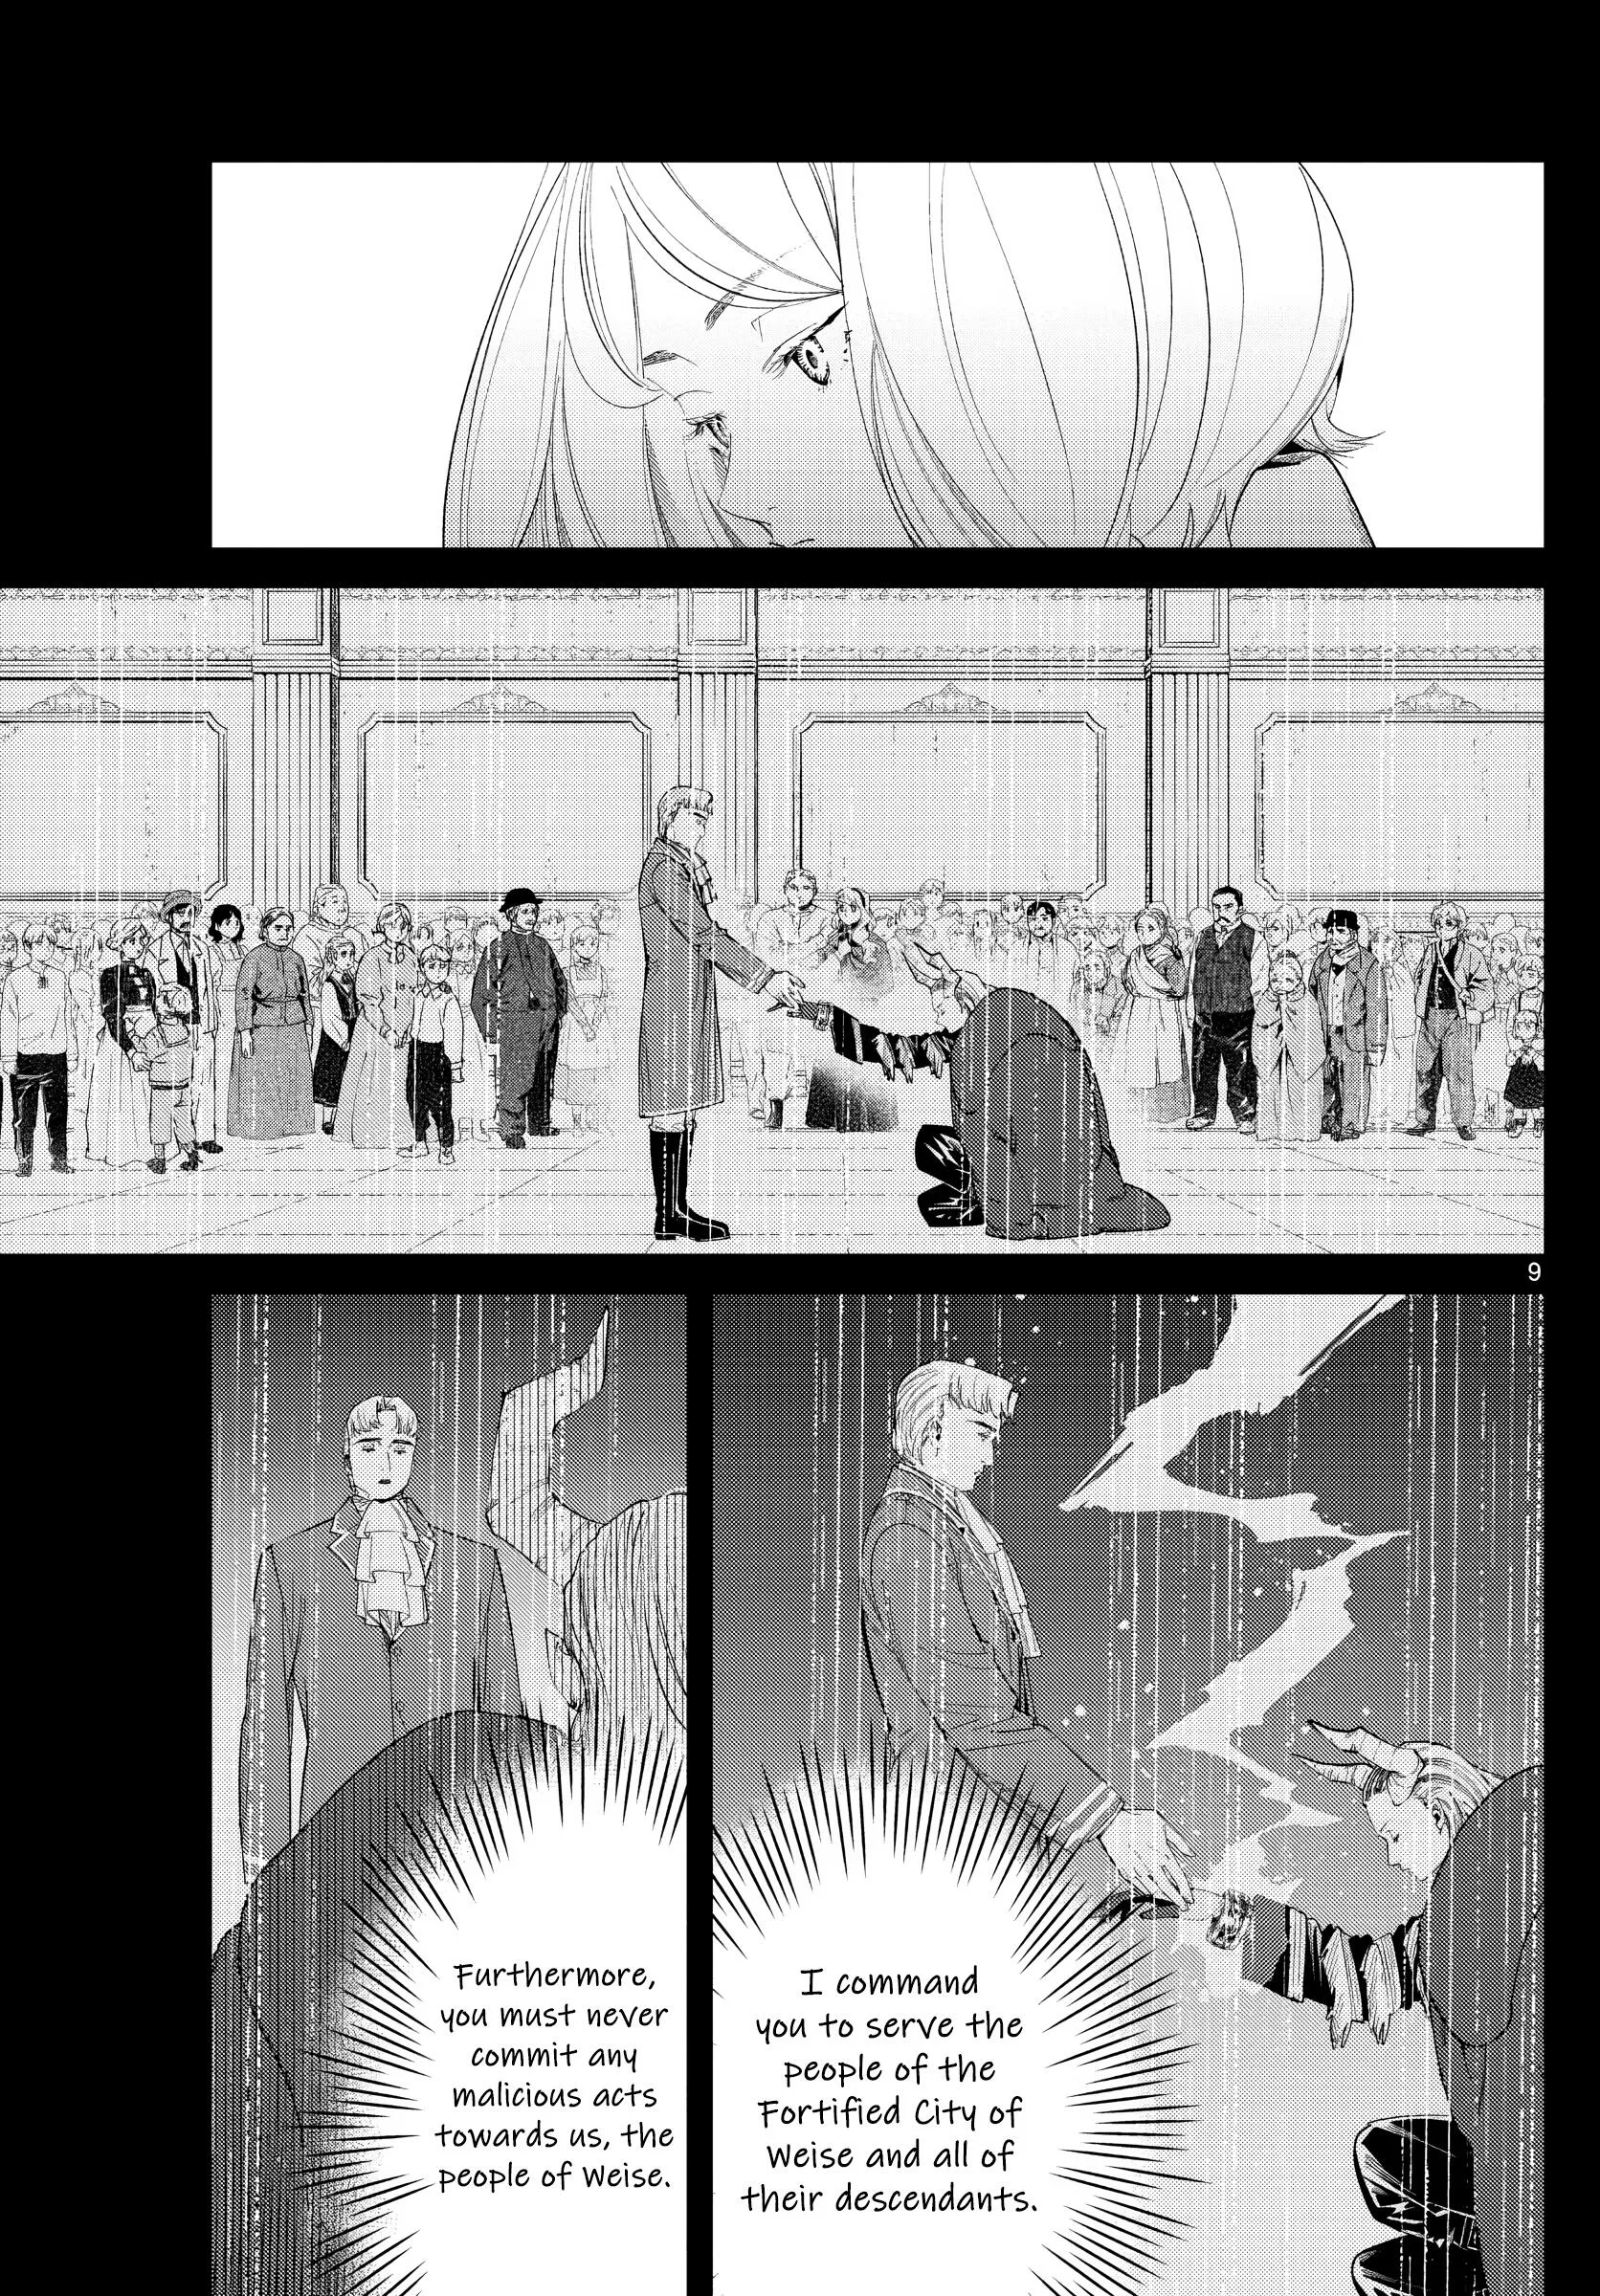 9
I command
you to serve the
people of the
Fortified City of
Weise and all of
their descendants.
Furthermore,
you must never
commit any
malicious acts
towards us, the
people of Weise.